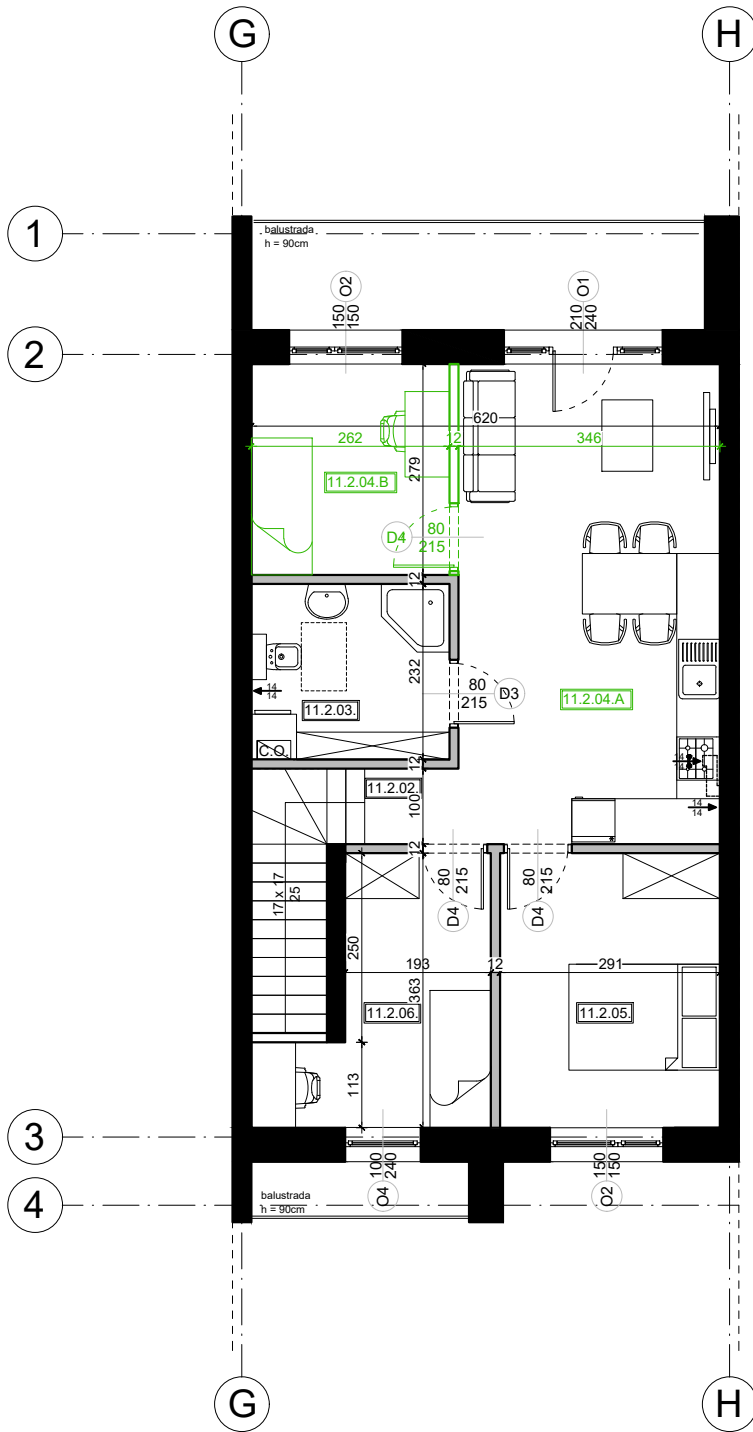 G
H
1
balustrada
h = 90cm
O2
150
150
O1
210
240
2
620
262
12
346
279
11.2.04.B
D4
80
215
12
232
80
215
D3
14
14
11.2.03.
11.2.04.A
C.O.
14
14
12
11.2.02.
100
14
14
12
17 x 17
25
80
215
D4
80
215
D4
250
193
12
291
363
11.2.06.
11.2.05.
113
3
100
240
O4
150
150
O2
4
balustrada
h = 90cm
G
H